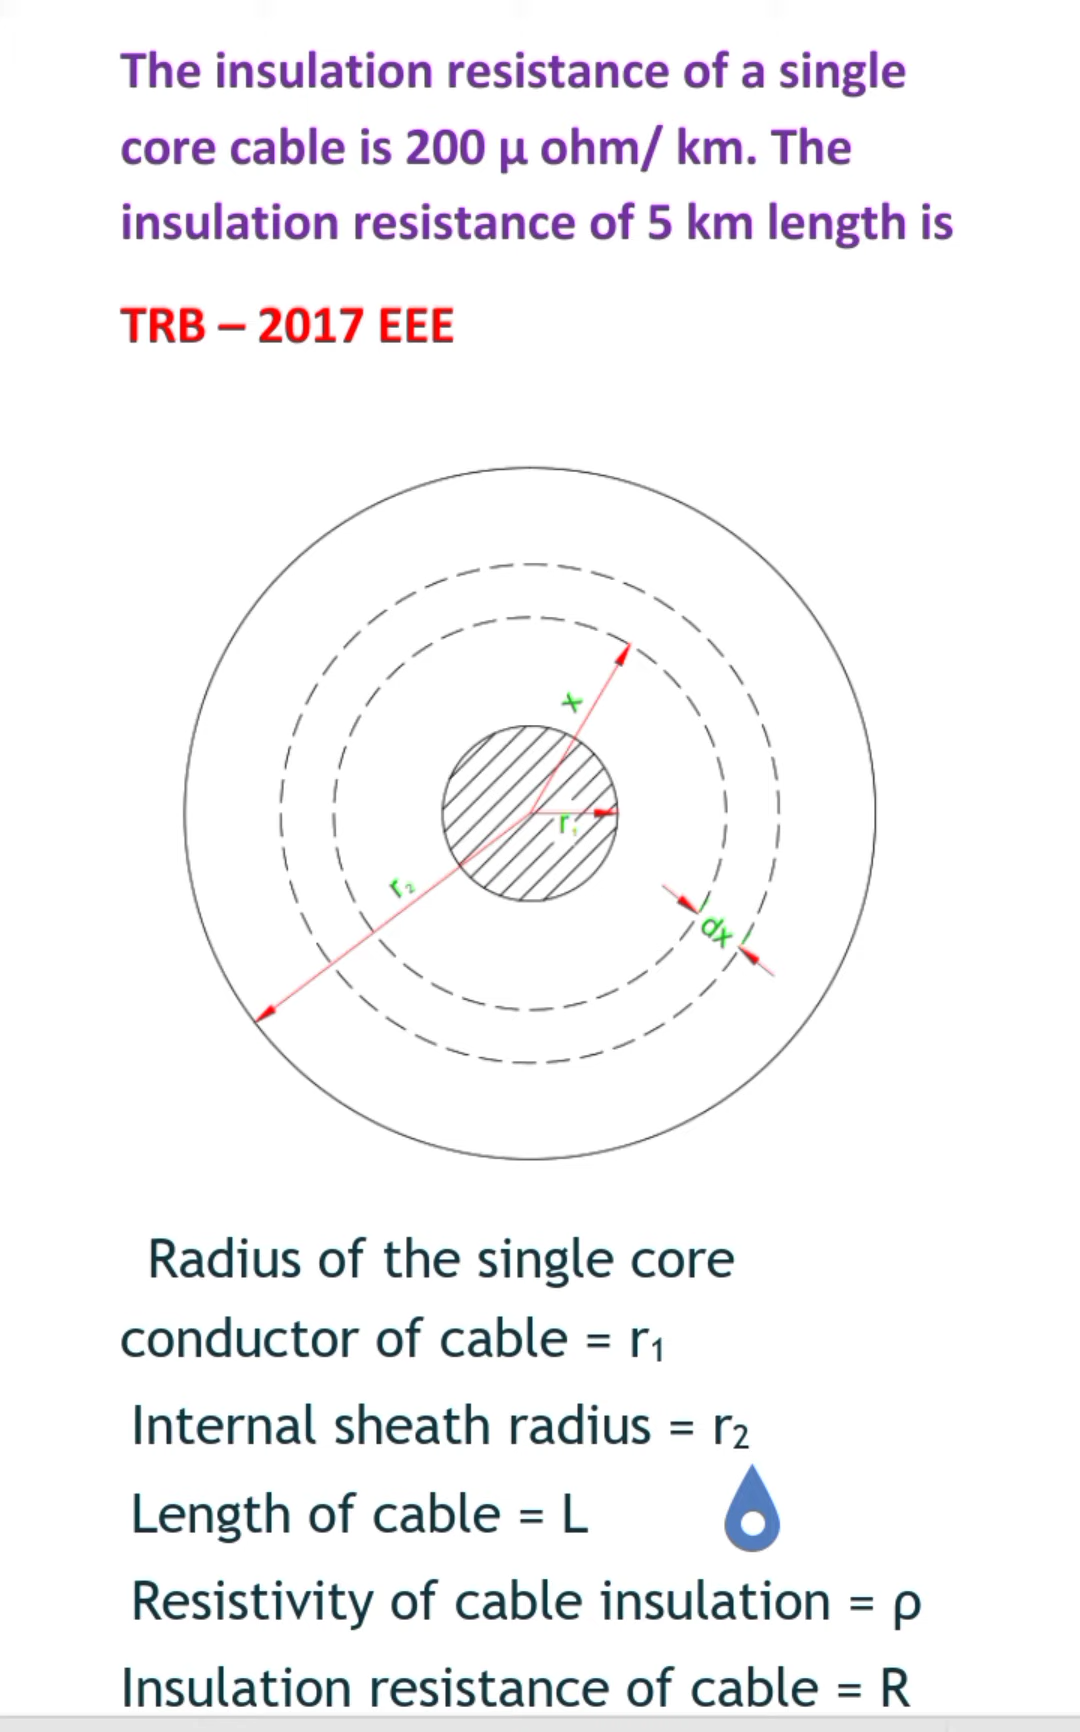 The insulation resistance of a single
core cable is 200 μ ohm/ km. The
insulation resistance of 5 km length is
TRB – 2017 EEE
x
r₁
r₂
dx
Radius of the single core
conductor of cable = r₁
Internal sheath radius = r₂
Length of cable = L
Resistivity of cable insulation = ρ
Insulation resistance of cable = R